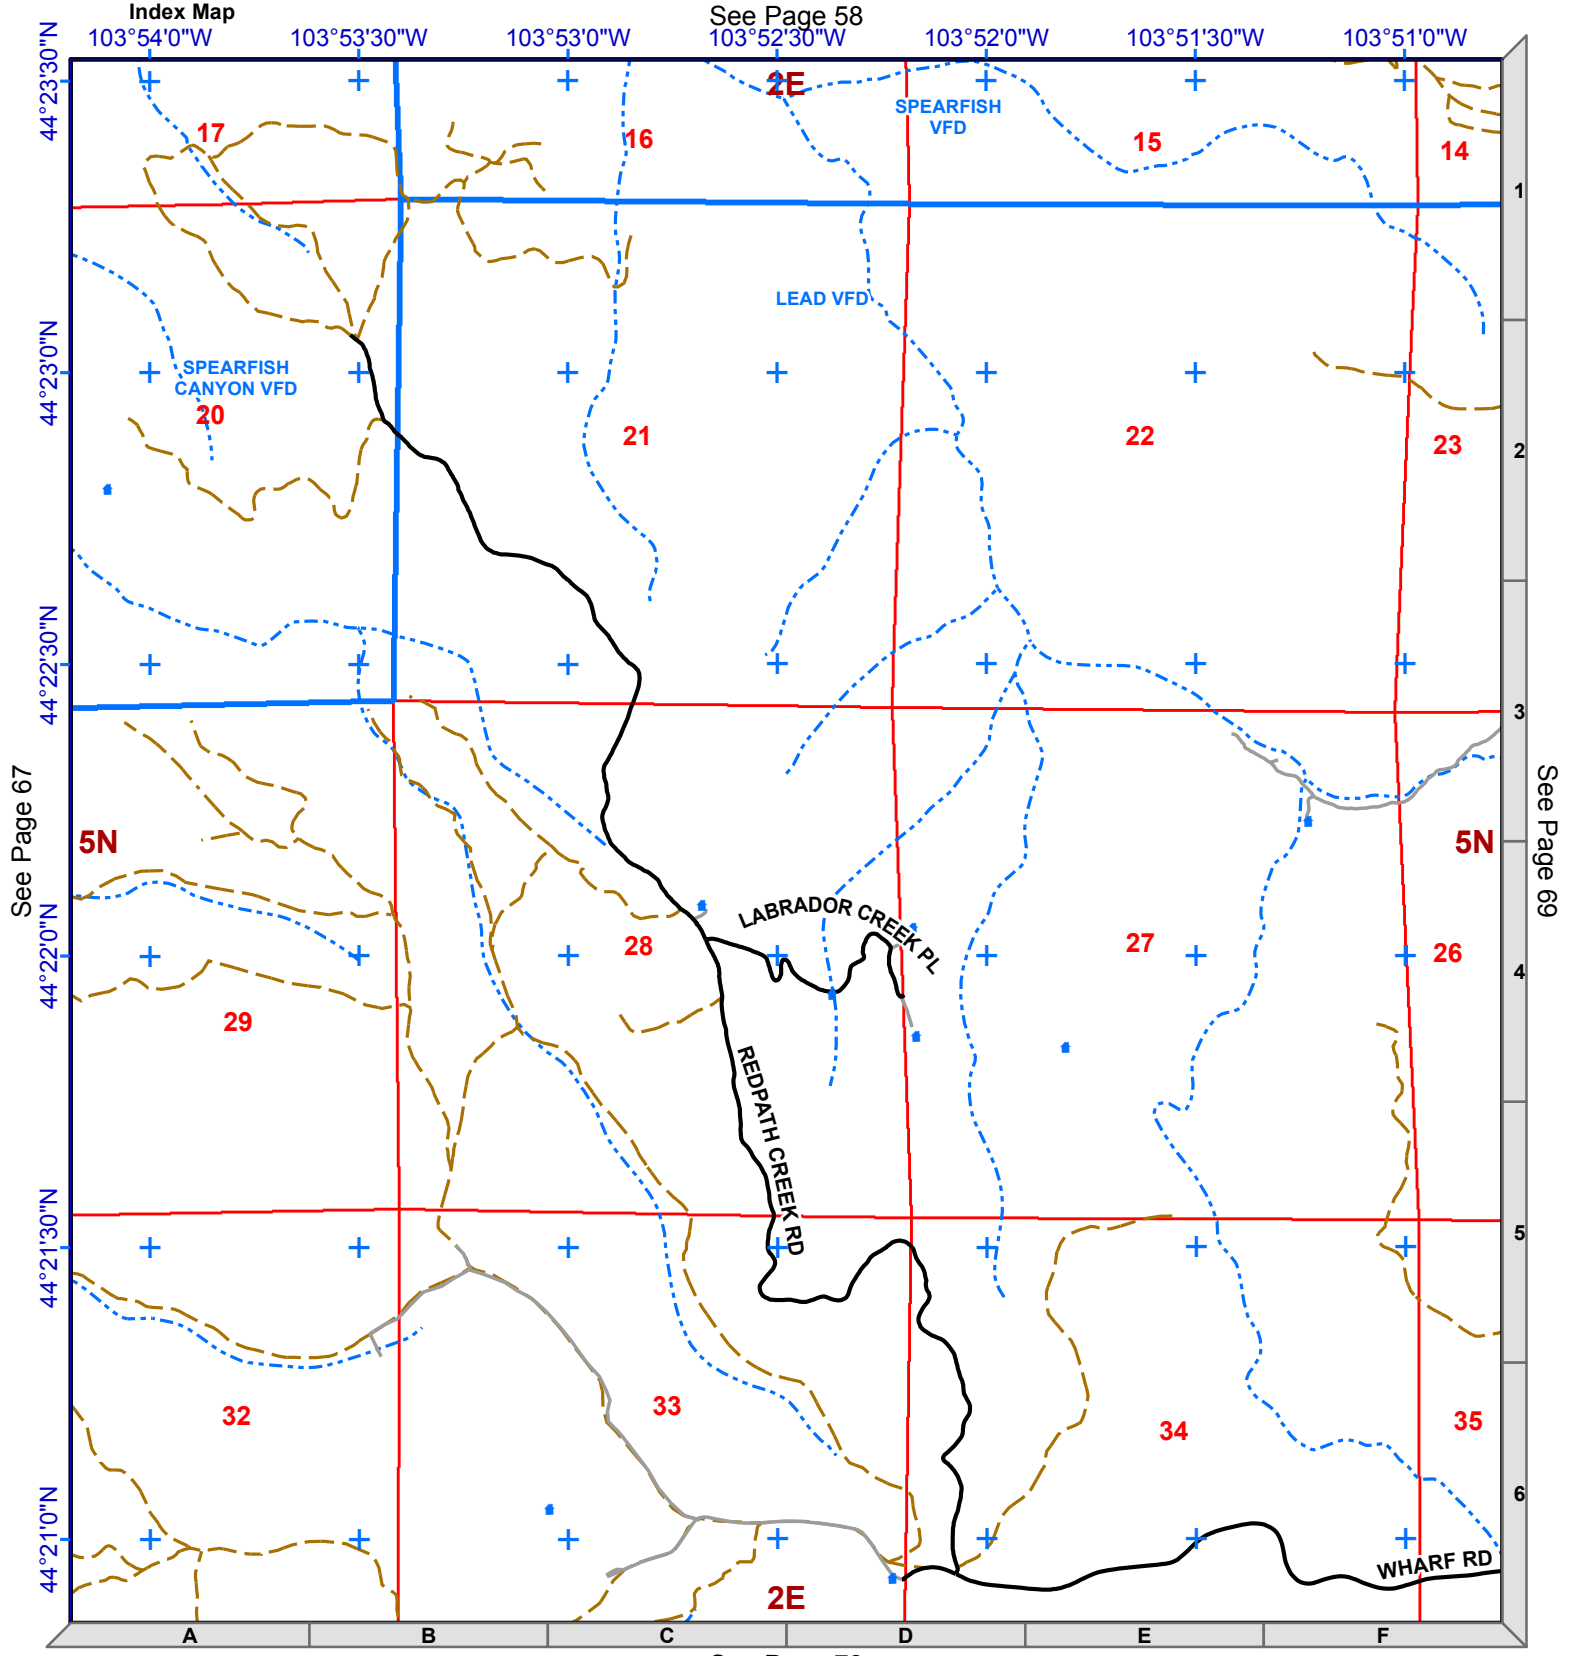 Index Map
See Page 58
103°54'0"W
103°53'30"W
103°53'0"W
103°52'30"W
103°52'0"W
103°51'30"W
103°51'0"W
44°23'30"N
44°23'0"N
44°22'30"N
44°22'0"N
44°21'30"N
44°21'0"N
See Page 67
See Page 69
2E
SPEARFISH
VFD
17
16
15
14
1
LEAD VFD
SPEARFISH
CANYON VFD
20
21
22
23
2
3
5N
5N
LABRADOR CREEK PL
28
27
26
4
29
REDPATH CREEK RD
5
32
33
34
35
6
WHARF RD
2E
A
B
C
D
E
F